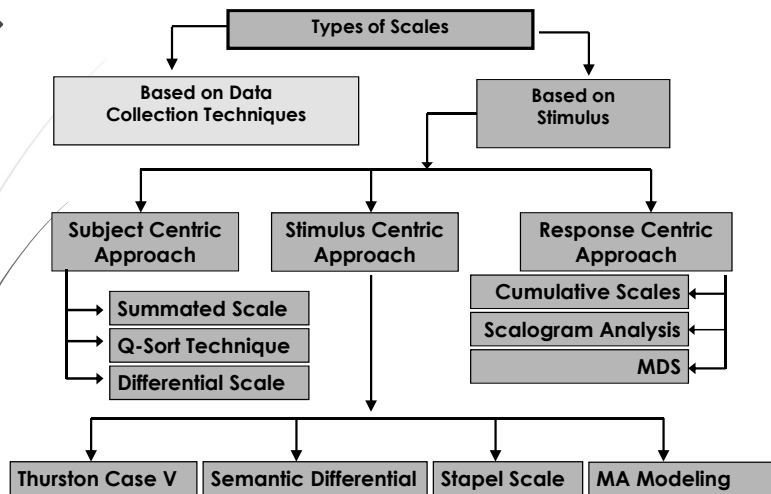 Types of Scales
Based on Data
Collection Techniques
Based on
Stimulus
Subject Centric
Approach
Stimulus Centric
Approach
Response Centric
Approach
Summated Scale
Q-Sort Technique
Differential Scale
Cumulative Scales
Scalogram Analysis
MDS
Thurston Case V
Semantic Differential
Stapel Scale
MA Modeling